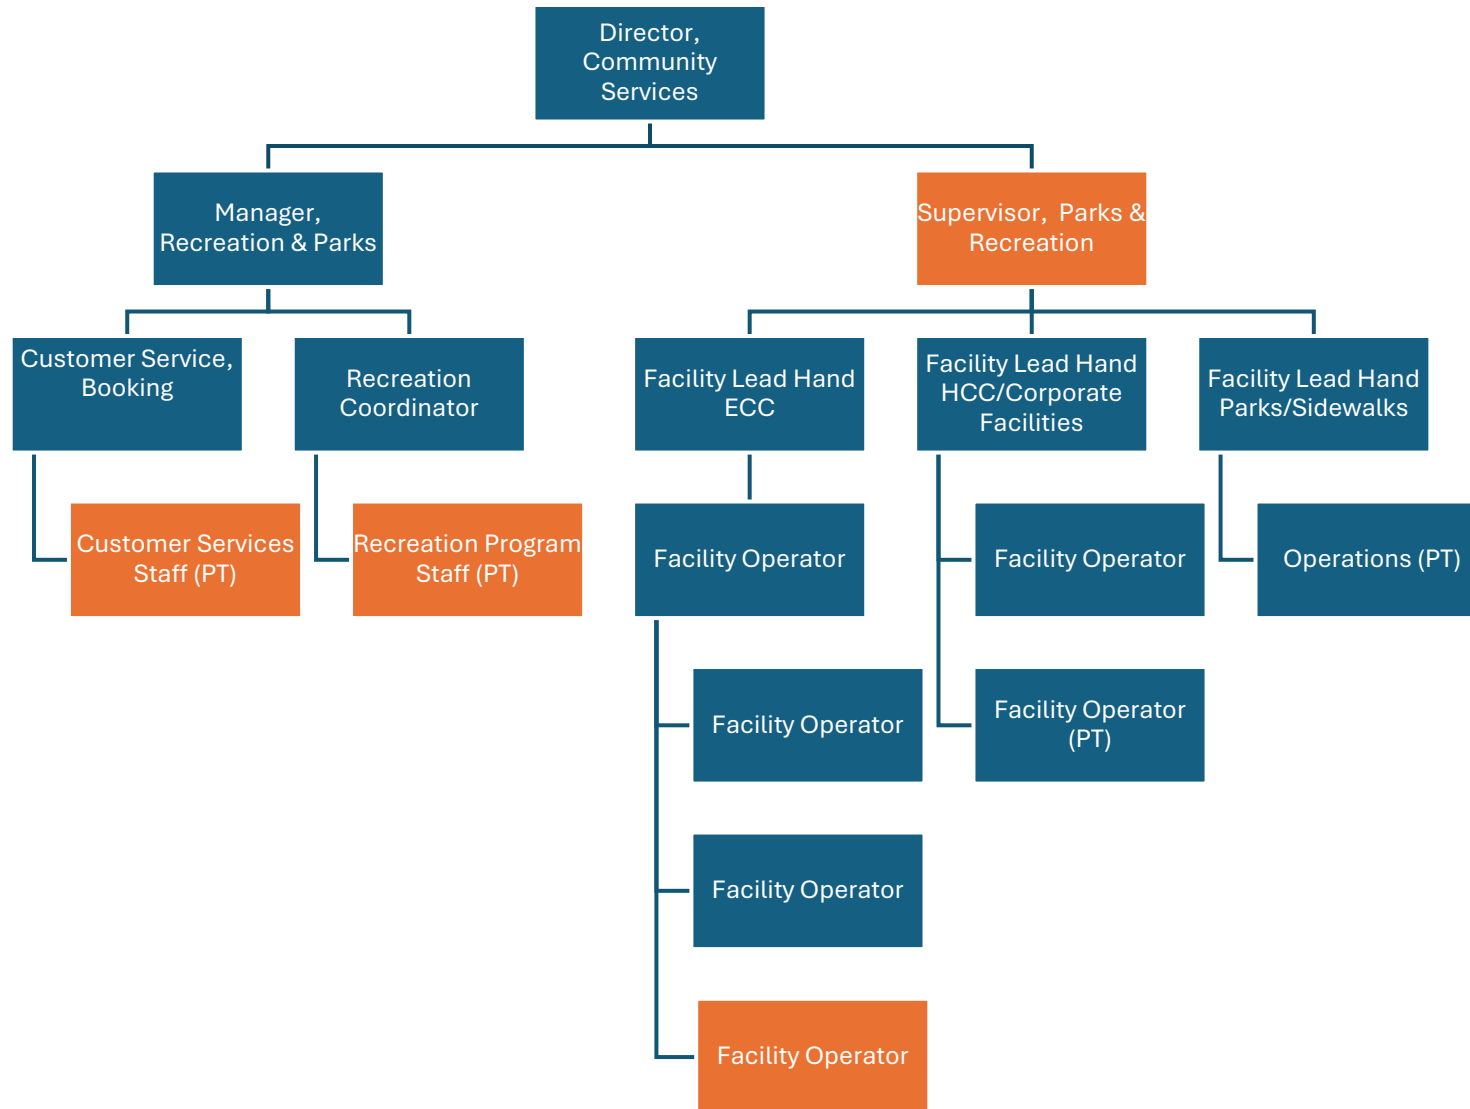 Director,
Community
Services
Manager,
Recreation & Parks
Supervisor, Parks &
Recreation
Customer Service,
Booking
Recreation
Coordinator
Facility Lead Hand
ECC
Facility Lead Hand
HCC/Corporate
Facilities
Facility Lead Hand
Parks/Sidewalks
Customer Services
Staff (PT)
Recreation Program
Staff (PT)
Facility Operator
Facility Operator
Operations (PT)
Facility Operator
Facility Operator
(PT)
Facility Operator
Facility Operator